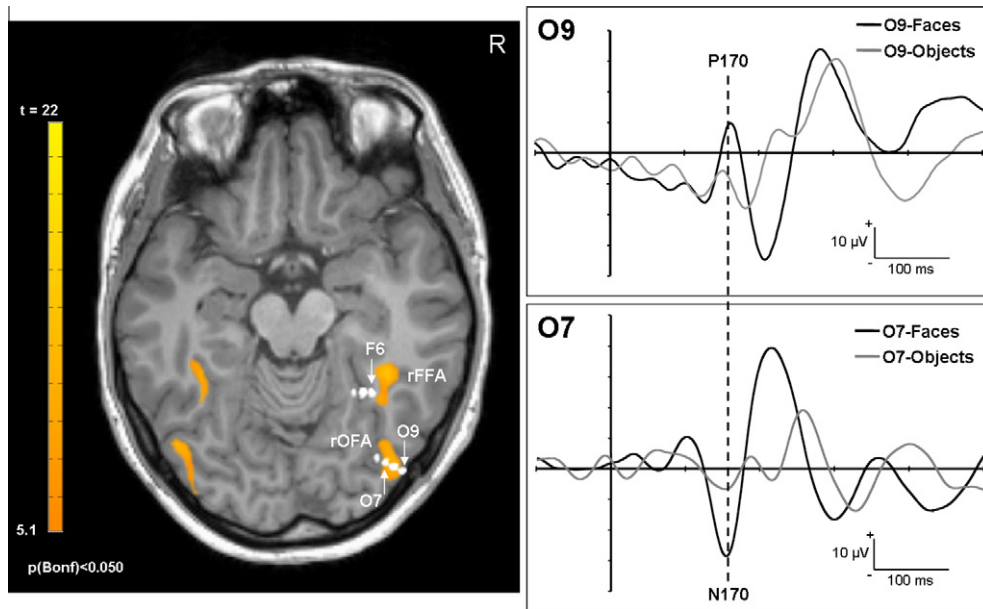 R
t = 22
F6
rFFA
rOFA
O9
O7
5.1
p(Bonf)<0.050
O9
O9-Faces
O9-Objects
P170
+
10 µV
-
100 ms
O7
O7-Faces
O7-Objects
+
10 µV
-
100 ms
N170